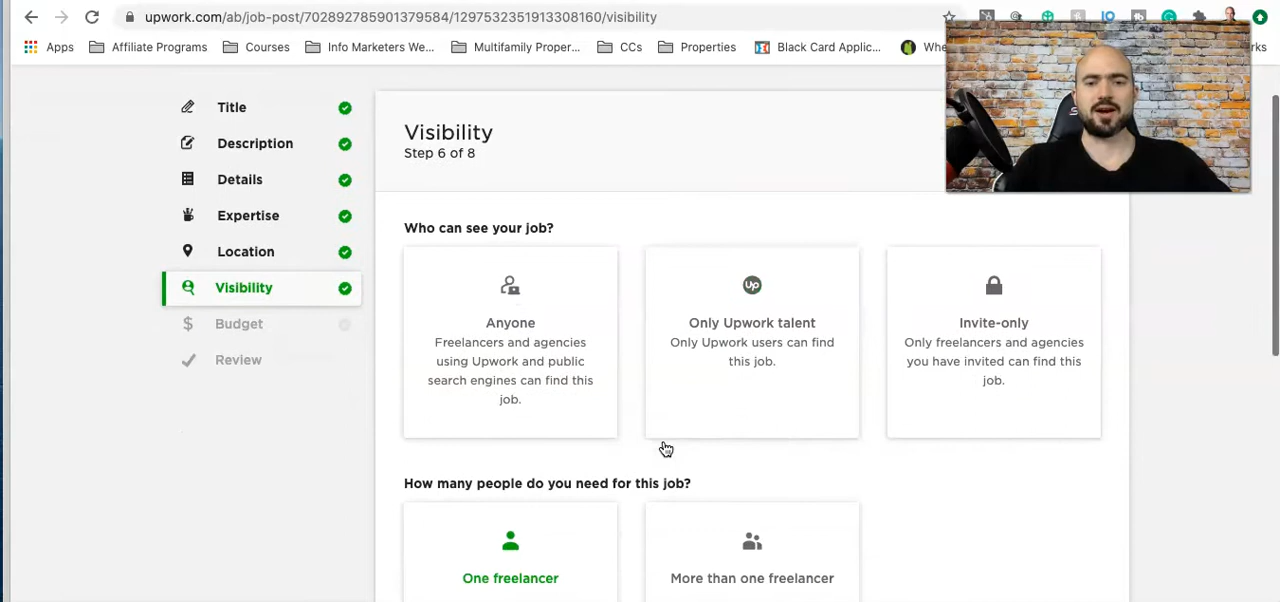 upwork.com/ab/job-post/702892785901379584/1297532351913308160/visibility
Apps Affiliate Programs Courses Info Marketers We... Multifamily Proper... CCs Properties Black Card Applic...
Title
Description
Details
Expertise
Location
Visibility
Budget
Review
Visibility
Step 6 of 8
Who can see your job?
Anyone
Freelancers and agencies
using Upwork and public
search engines can find this
job.
Up
Only Upwork talent
Only Upwork users can find
this job.
Invite-only
Only freelancers and agencies
you have invited can find this
job.
How many people do you need for this job?
One freelancer
More than one freelancer